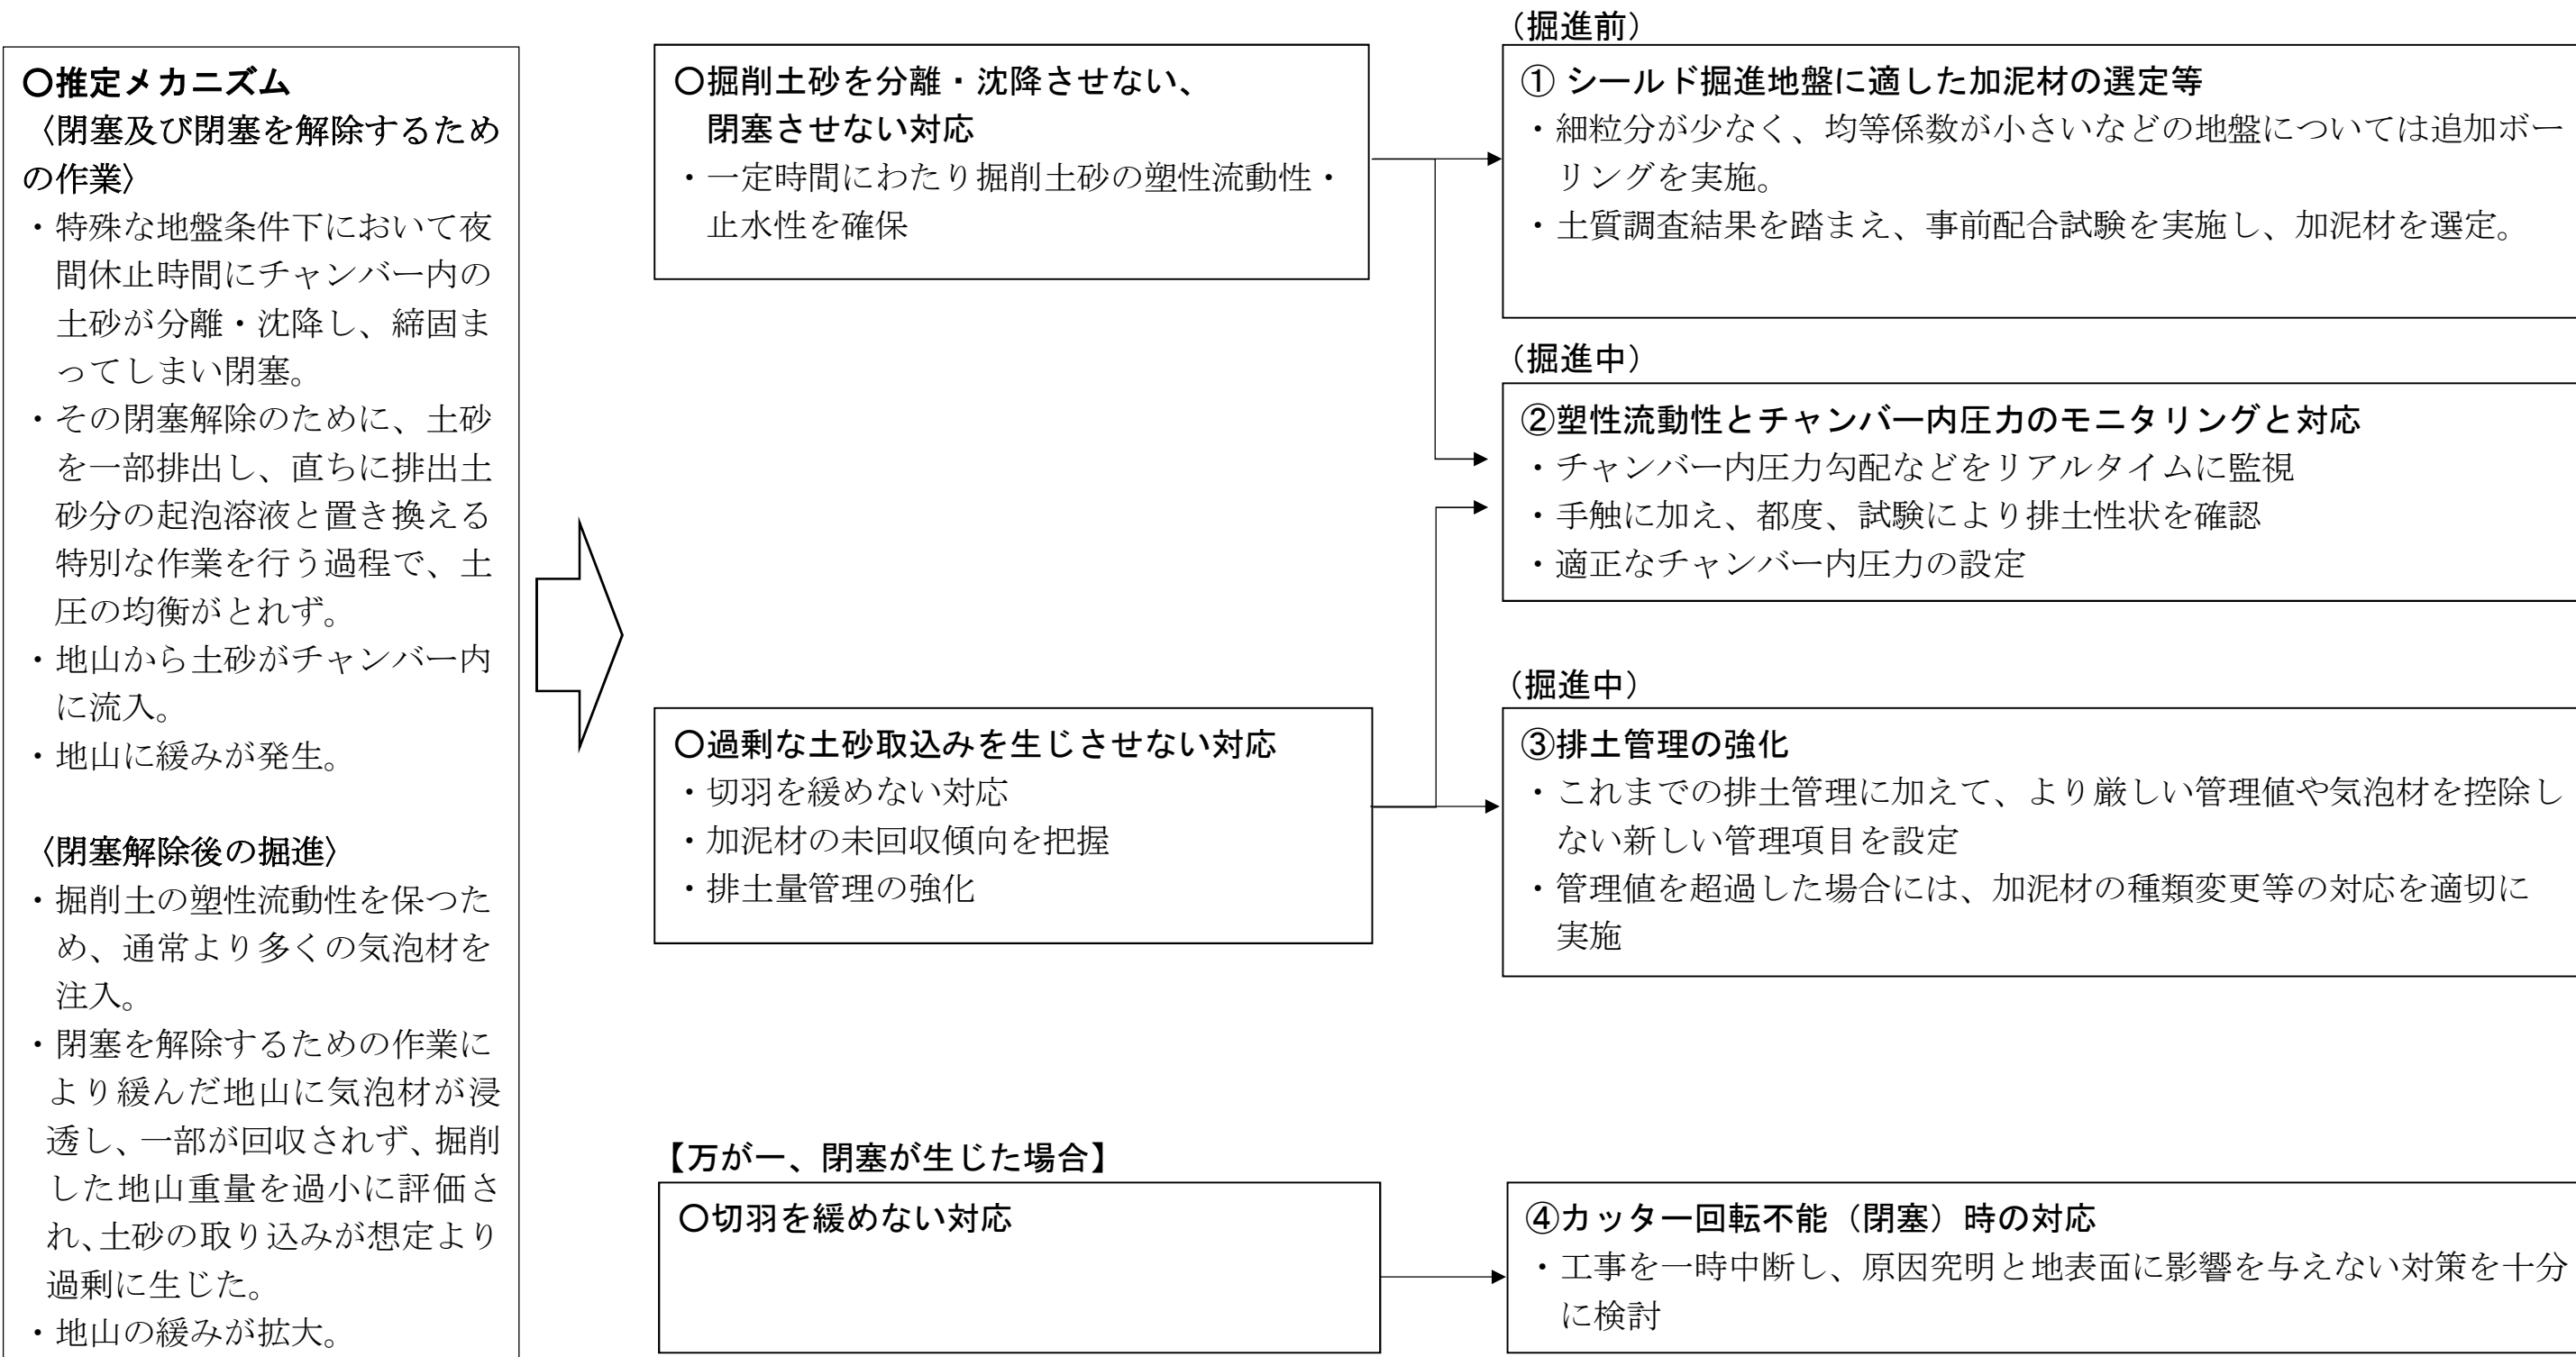 〇推定メカニズム
〈閉塞及び閉塞を解除するため
の作業〉
・特殊な地盤条件下において夜
間休止時間にチャンバー内の
土砂が分離・沈降し、締固ま
ってしまい閉塞。
・その閉塞解除のために、土砂
を一部排出し、直ちに排出土
砂分の起泡溶液と置き換える
特別な作業を行う過程で、土
圧の均衡がとれず。
・地山から土砂がチャンバー内
に流入。
・地山に緩みが発生。
〈閉塞解除後の掘進〉
・掘削土の塑性流動性を保つた
め、通常より多くの気泡材を
注入。
・閉塞を解除するための作業に
より緩んだ地山に気泡材が浸
透し、一部が回収されず、掘削
した地山重量を過小に評価さ
れ、土砂の取り込みが想定より
過剰に生じた。
・地山の緩みが拡大。
〇掘削土砂を分離・沈降させない、
閉塞させない対応
・一定時間にわたり掘削土砂の塑性流動性・
止水性を確保
〇過剰な土砂取込みを生じさせない対応
・切羽を緩めない対応
・加泥材の未回収傾向を把握
・排土量管理の強化
【万が一、閉塞が生じた場合】
〇切羽を緩めない対応
（掘進前）
① シールド掘進地盤に適した加泥材の選定等
・細粒分が少なく、均等係数が小さいなどの地盤については追加ボー
リングを実施。
・土質調査結果を踏まえ、事前配合試験を実施し、加泥材を選定。
（掘進中）
②塑性流動性とチャンバー内圧力のモニタリングと対応
・チャンバー内圧力勾配などをリアルタイムに監視
・手触に加え、都度、試験により排土性状を確認
・適正なチャンバー内圧力の設定
（掘進中）
③排土管理の強化
・これまでの排土管理に加えて、より厳しい管理値や気泡材を控除し
ない新しい管理項目を設定
・管理値を超過した場合には、加泥材の種類変更等の対応を適切に
実施
④カッター回転不能（閉塞）時の対応
・工事を一時中断し、原因究明と地表面に影響を与えない対策を十分
に検討